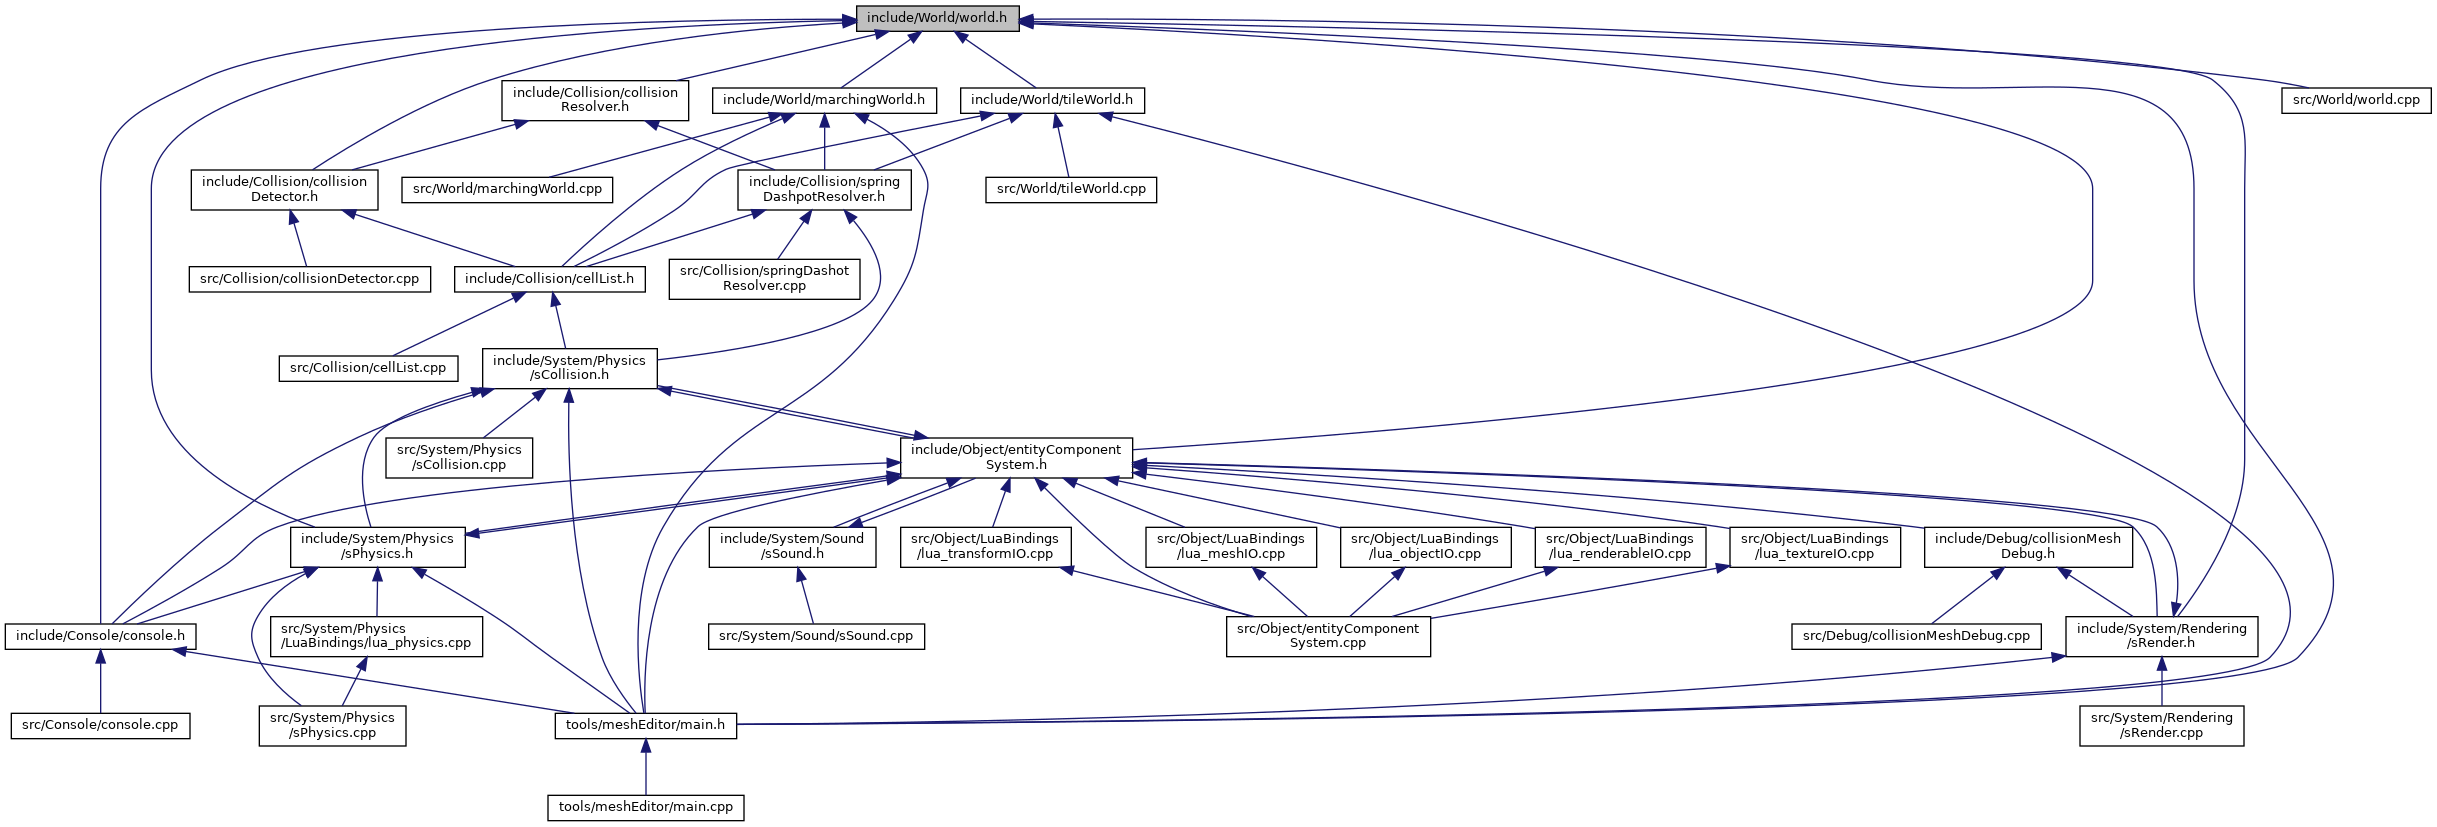 include/World/world.h
include/Collision/collision
Resolver.h
include/World/marchingWorld.h
include/World/tileWorld.h
src/World/world.cpp
include/Collision/collision
Detector.h
src/World/marchingWorld.cpp
include/Collision/spring
DashpotResolver.h
src/World/tileWorld.cpp
src/Collision/collisionDetector.cpp
include/Collision/cellList.h
src/Collision/springDashot
Resolver.cpp
src/Collision/cellList.cpp
include/System/Physics
/sCollision.h
src/System/Physics
/sCollision.cpp
include/Object/entityComponent
System.h
include/System/Physics
/sPhysics.h
include/System/Sound
/sSound.h
src/Object/LuaBindings
/lua_transformIO.cpp
src/Object/LuaBindings
/lua_meshIO.cpp
src/Object/LuaBindings
/lua_objectIO.cpp
src/Object/LuaBindings
/lua_renderableIO.cpp
src/Object/LuaBindings
/lua_textureIO.cpp
include/Debug/collisionMesh
Debug.h
include/Console/console.h
src/System/Physics
/LuaBindings/lua_physics.cpp
src/System/Sound/sSound.cpp
src/Object/entityComponent
System.cpp
src/Debug/collisionMeshDebug.cpp
include/System/Rendering
/sRender.h
src/Console/console.cpp
src/System/Physics
/sPhysics.cpp
tools/meshEditor/main.h
src/System/Rendering
/sRender.cpp
tools/meshEditor/main.cpp